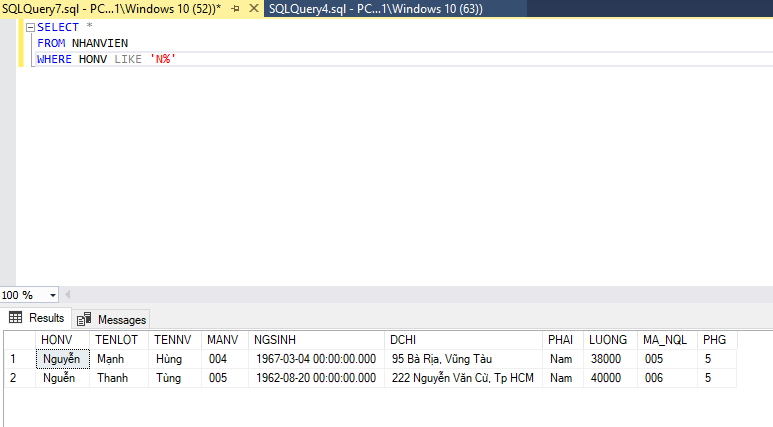 SQLQuery7.sql - PC...1\Windows 10 (52))* SQLQuery4.sql - PC...1\Windows 10 (63))
SELECT *
FROM NHANVIEN
WHERE HONV LIKE 'N%'
100 %
Results Messages
HONV TENLOT TENNV MANV NGSINH DCHI PHAI LUONG MA_NQL PHG
1 Nguyễn Mạnh Hùng 004 1967-03-04 00:00:00.000 95 Bà Rịa, Vũng Tàu Nam 38000 005 5
2 Nguễn Thanh Tùng 005 1962-08-20 00:00:00.000 222 Nguyễn Văn Cừ, Tp HCM Nam 40000 006 5